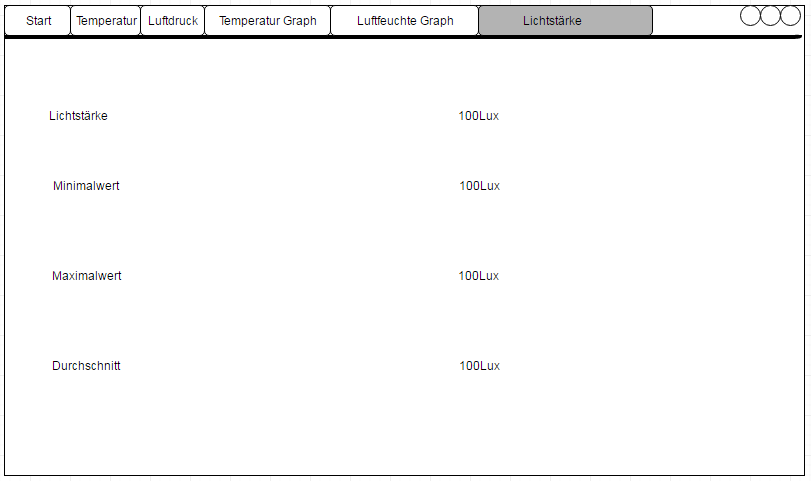 Start Temperatur Luftdruck Temperatur Graph Luftfeuchte Graph Lichtstärke
Lichtstärke 100Lux
Minimalwert 100Lux
Maximalwert 100Lux
Durchschnitt 100Lux